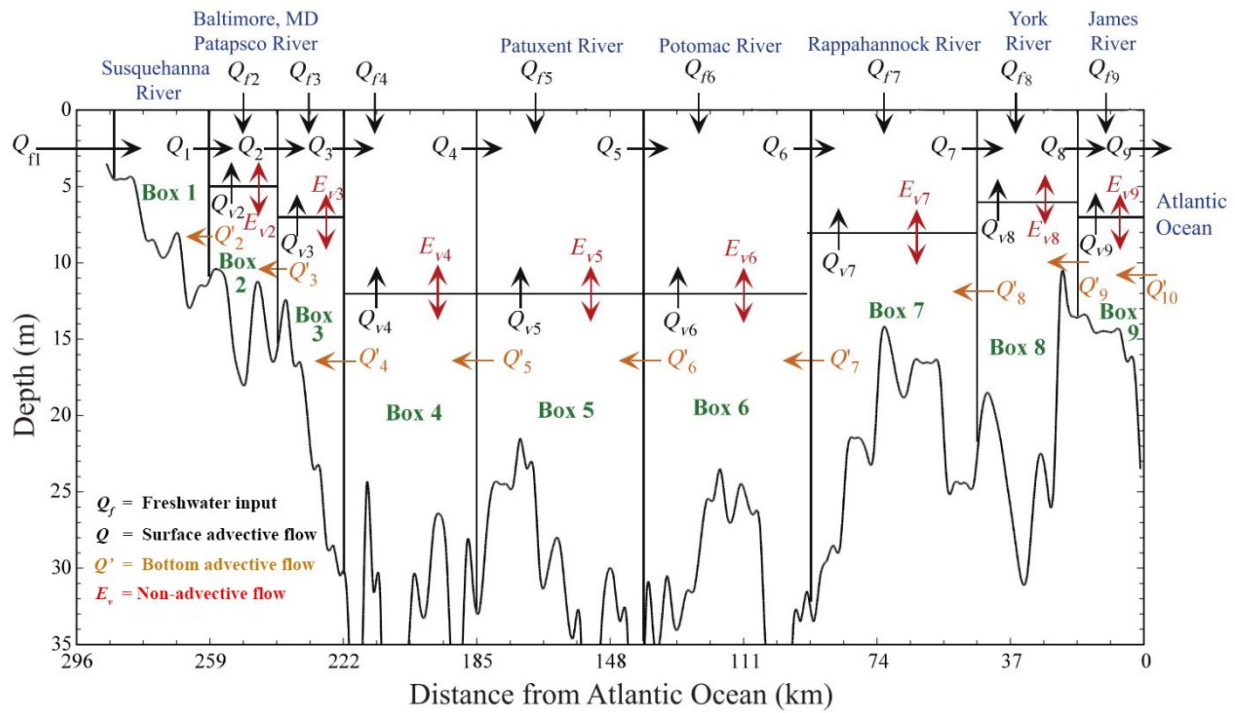 Baltimore, MD
Patapsco River
Susquehanna
River
Patuxent River
Potomac River
Rappahannock River
York
River
James
River
Qf2
Qf3
Qf4
Qf5
Qf6
Qf7
Qf8
Qf9
Qf1
Q1
Q2
Q3
Q4
Q5
Q6
Q7
Q8
Q9
Box 1
Qv2
Ev2
Q'2
Box
2
Q'3
Ev3
Qv3
Box
3
Q'4
Ev4
Qv4
Box 4
Q'5
Ev5
Qv5
Box 5
Q'6
Ev6
Qv6
Box 6
Q'7
Ev7
Qv7
Box 7
Q'8
Qv8
Ev8
Box 8
Q'9
Ev9
Qv9
Box
9
Q'10
Atlantic
Ocean
Depth (m)
0
5
10
15
20
25
30
35
Qf = Freshwater input
Q = Surface advective flow
Q' = Bottom advective flow
Ev = Non-advective flow
296
259
222
185
148
111
74
37
0
Distance from Atlantic Ocean (km)